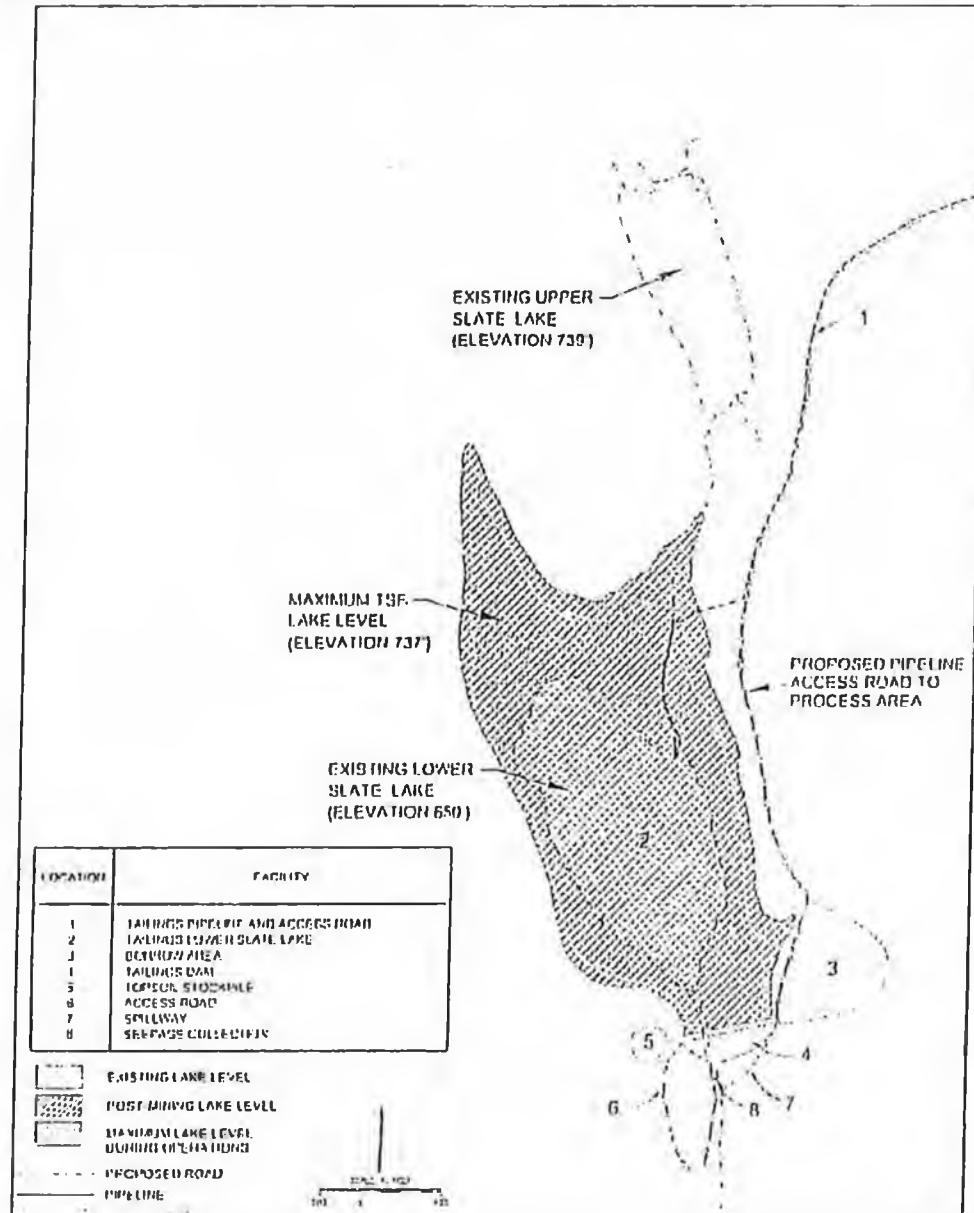 EXISTING UPPER
SLATE LAKE
(ELEVATION 739')
1
MAXIMUM TSF
LAKE LEVEL
(ELEVATION 737')
PROPOSED PIPELINE
ACCESS ROAD TO
PROCESS AREA
EXISTING LOWER
SLATE LAKE
(ELEVATION 650')
2
3
4
5
6
7
8
LOCATION FACILITY
1 TAILINGS PIPELINE AND ACCESS ROAD
2 TAILINGS LOWER SLATE LAKE
3 BORROW AREA
4 TAILINGS DAM
5 TOPSOIL STOCKPILE
6 ACCESS ROAD
7 SPILLWAY
8 SEEPAGE COLLECTION
EXISTING LAKE LEVEL
POST-MINING LAKE LEVEL
MAXIMUM LAKE LEVEL
DURING OPERATIONS
PROPOSED ROAD
PIPELINE